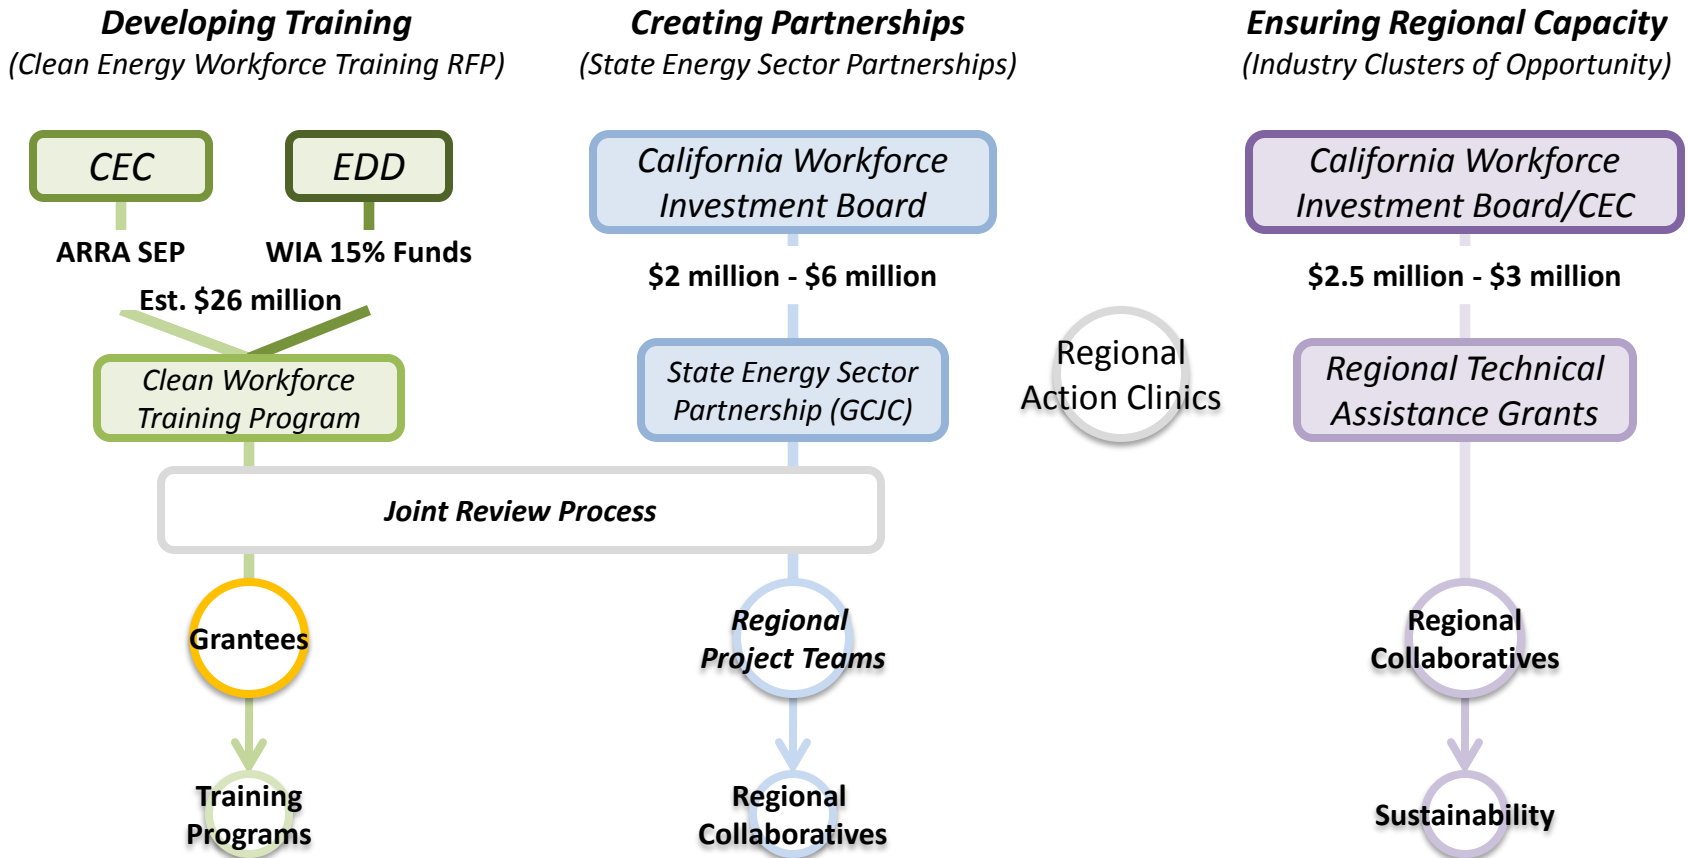 Developing Training
(Clean Energy Workforce Training RFP)
Creating Partnerships
(State Energy Sector Partnerships)
Ensuring Regional Capacity
(Industry Clusters of Opportunity)
CEC
EDD
California Workforce
Investment Board
California Workforce
Investment Board/CEC
ARRA SEP
WIA 15% Funds
Est. $26 million
$2 million - $6 million
$2.5 million - $3 million
Clean Workforce
Training Program
State Energy Sector
Partnership (GCJC)
Regional
Action Clinics
Regional Technical
Assistance Grants
Joint Review Process
Grantees
Regional
Project Teams
Regional
Collaboratives
Training
Programs
Regional
Collaboratives
Sustainability